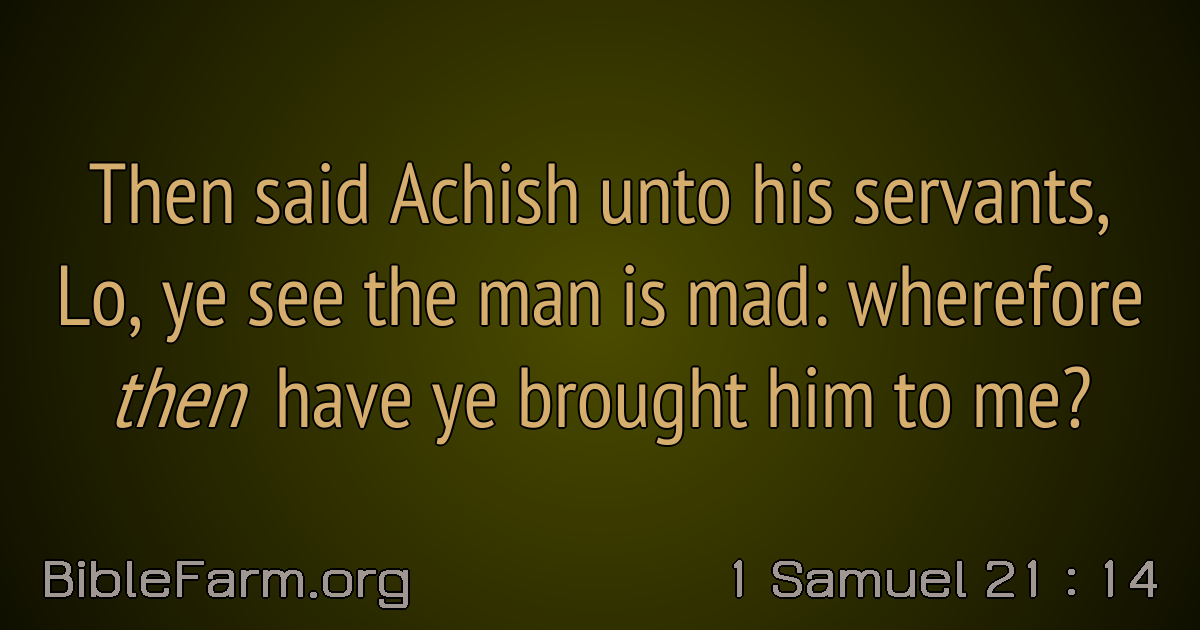 Then said Achish unto his servants,
Lo, ye see the man is mad: wherefore
then have ye brought him to me?
BibleFarm.org
1 Samuel 21 : 14